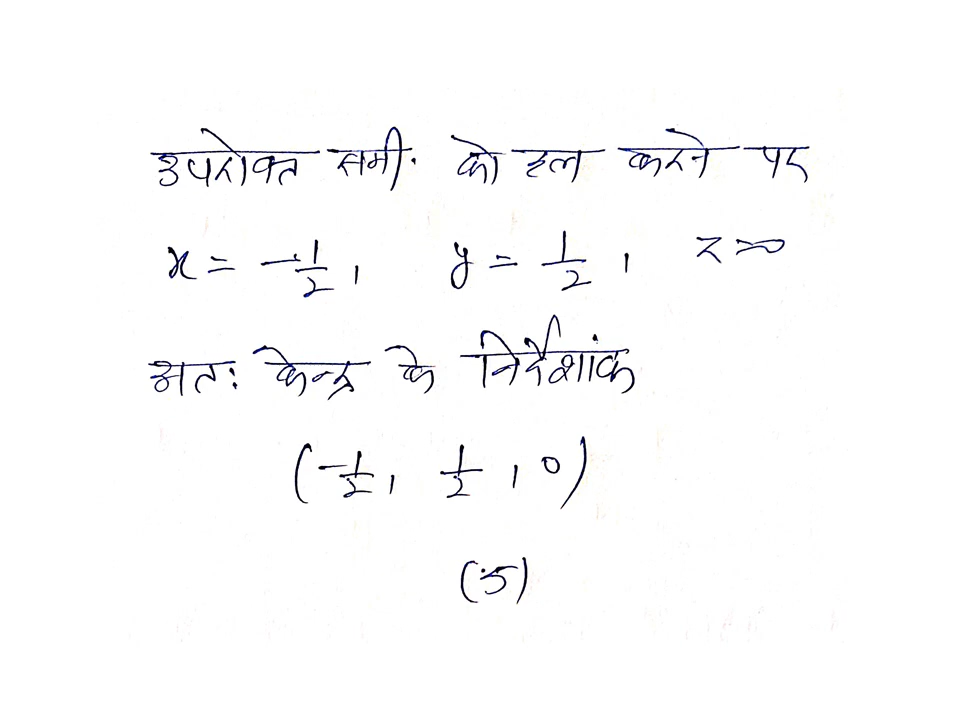 उपरोक्त समी. को हल करने पर
x = -1/2, y = 1/2, z=0
अतः केन्द्र के निर्देशांक
(-1/2, 1/2, 0)
(5)